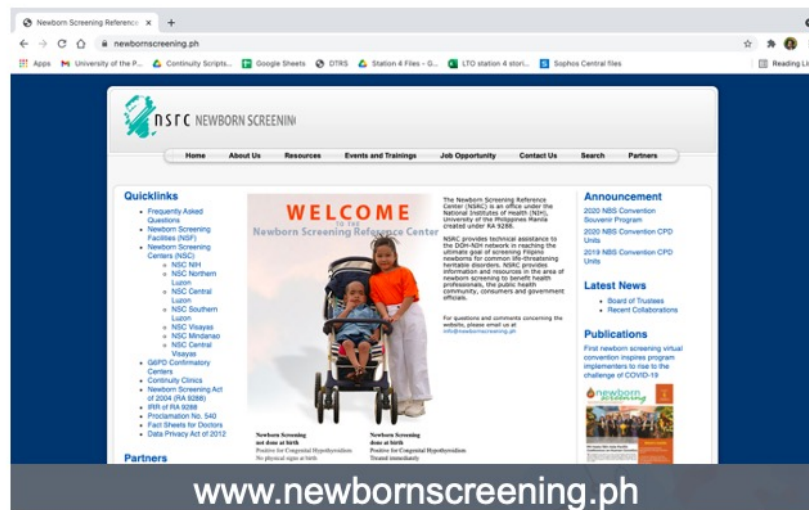 Newborn Screening Reference
newbornscreening.ph
Apps
University of the P...
Continuity Scripts...
Google Sheets
DTRS
Station 4 Files - G...
LTO station 4 stori...
Sophos Central files
Reading Lis
nsrc NEWBORN SCREENIN
Home
About Us
Resources
Events and Trainings
Job Opportunity
Contact Us
Search
Partners
Quicklinks
Frequently Asked
Questions
Newborn Screening
Facilities (NSF)
Newborn Screening
Centers (NSC)
NSC NIH
NSC Northern
Luzon
NSC Central
Luzon
NSC Southern
Luzon
NSC Visayas
NSC Mindanao
NSC Central
Visayas
G6PD Confirmatory
Centers
Continuity Clinics
Newborn Screening Act
of 2004 (RA 9288)
IRR of RA 9288
Proclamation No. 540
Fact Sheets for Doctors
Data Privacy Act of 2012
Partners
WELCOME
TO THE
Newborn Screening Reference Center
Newborn Screening
not done at birth
Positive for Congenital Hypothyroidism
No physical signs at birth
Newborn Screening
done at birth
Positive for Congenital Hypothyroidism
Treated immediately
The Newborn Screening Reference
Center (NSRC) is an office under the
National Institutes of Health (NIH),
University of the Philippines Manila
created under RA 9288.
NSRC provides technical assistance to
the DOH-NIH network in reaching the
ultimate goal of screening Filipino
newborns for common life-threatening
heritable disorders. NSRC provides
information and resources in the area of
newborn screening to benefit health
professionals, the public health
community, consumers and government
officials.
For questions and comments concerning the
website, please email us at
info@newbornscreening.ph
Announcement
2020 NBS Convention
Souvenir Program
2020 NBS Convention CPD
Units
2019 NBS Convention CPD
Units
Latest News
Board of Trustees
Recent Collaborations
Publications
First newborn screening virtual
convention inspires program
implementers to rise to the
challenge of COVID-19
newborn
screening
www.newbornscreening.ph